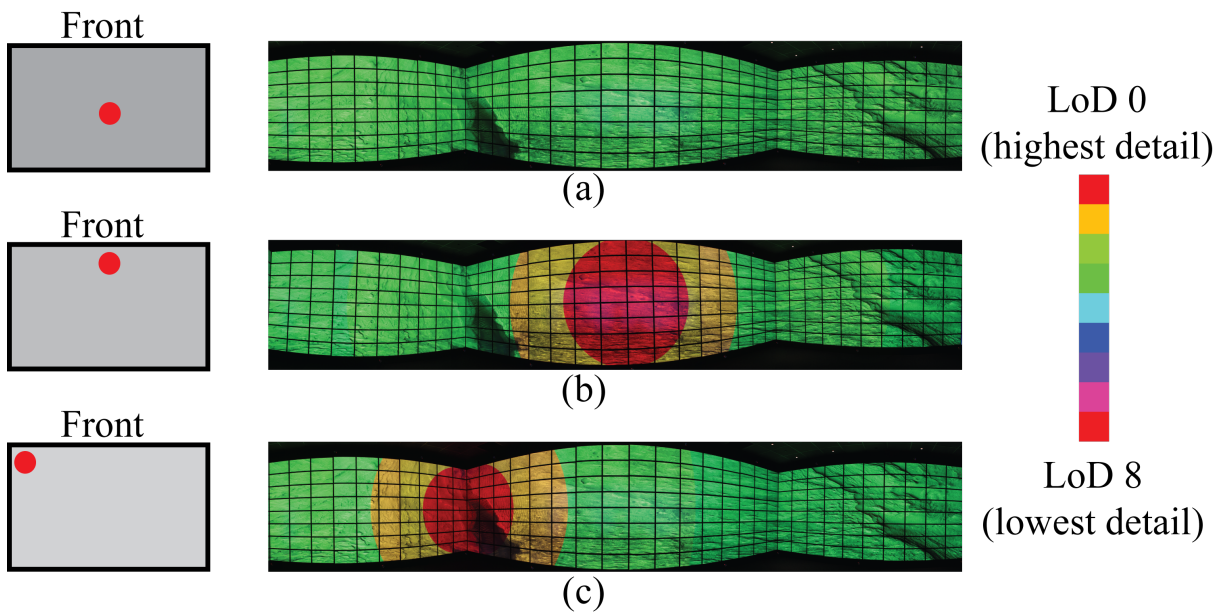 Front
(a)
Front
(b)
Front
(c)
LoD 0
(highest detail)
LoD 8
(lowest detail)